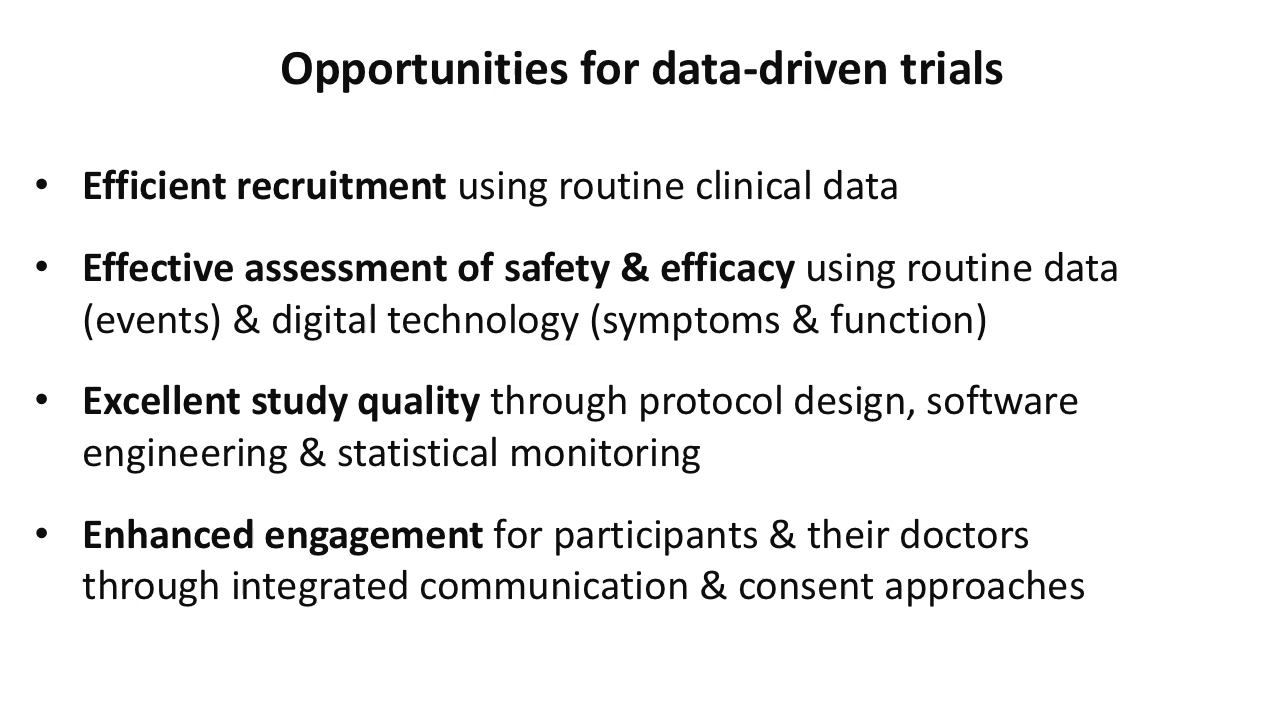 Opportunities for data-driven trials
• Efficient recruitment using routine clinical data
• Effective assessment of safety & efficacy using routine data
(events) & digital technology (symptoms & function)
• Excellent study quality through protocol design, software
engineering & statistical monitoring
• Enhanced engagement for participants & their doctors
through integrated communication & consent approaches